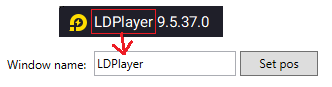 LDPlayer 9.5.37.0
Window name: LDPlayer Set pos